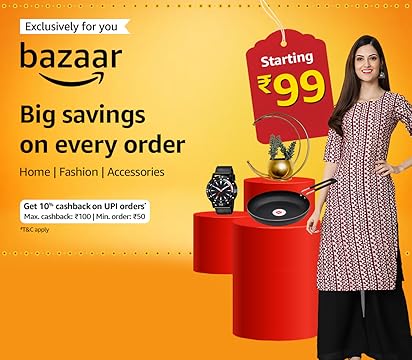 Exclusively for you
bazaar
Starting
₹99
Big savings
on every order
Home | Fashion | Accessories
Get 10% cashback on UPI orders*
Max. cashback: ₹100 | Min. order: ₹50
*T&C apply